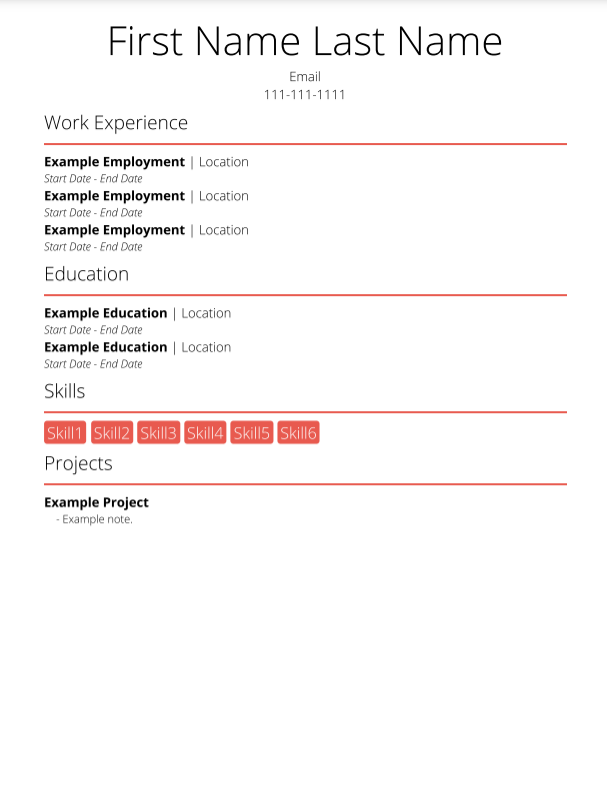 First Name Last Name
Email
111-111-1111
Work Experience
Example Employment | Location
Start Date - End Date
Example Employment | Location
Start Date - End Date
Example Employment | Location
Start Date - End Date
Education
Example Education | Location
Start Date - End Date
Example Education | Location
Start Date - End Date
Skills
Skill1 Skill2 Skill3 Skill4 Skill5 Skill6
Projects
Example Project
- Example note.